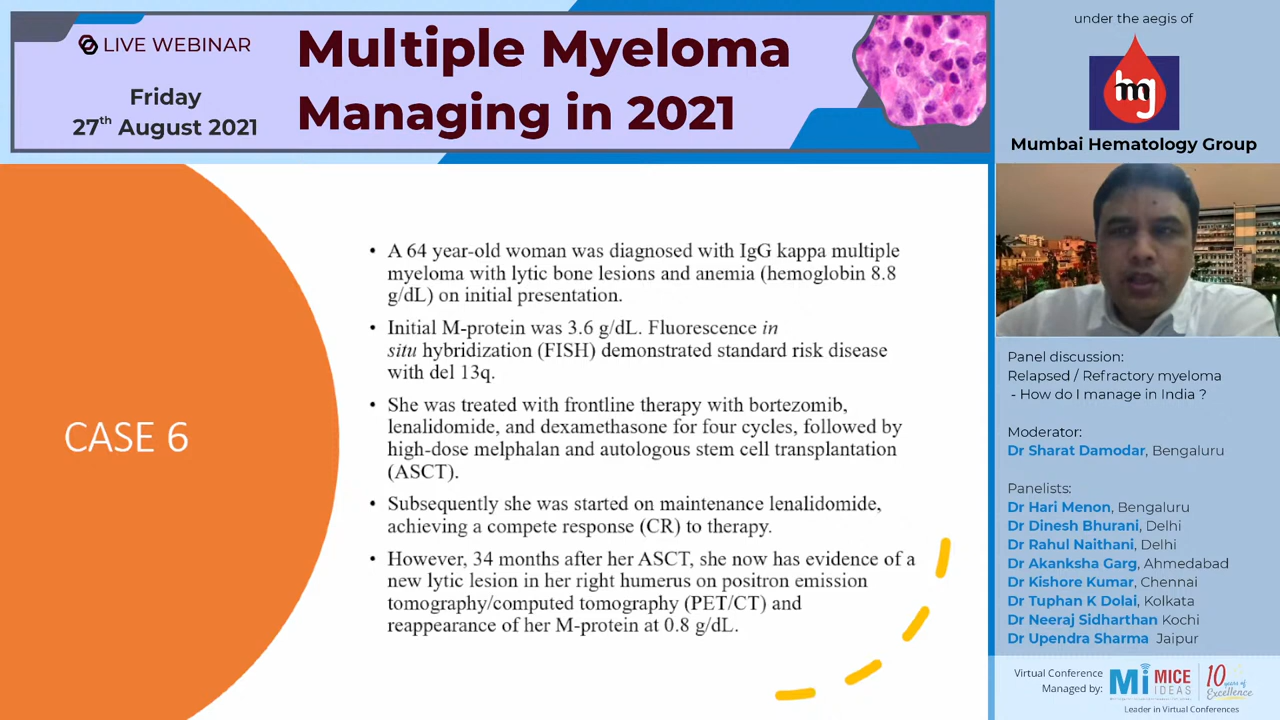 LIVE WEBINAR
Friday
27th August 2021
Multiple Myeloma
Managing in 2021
under the aegis of
hmg
Mumbai Hematology Group
CASE 6
• A 64 year-old woman was diagnosed with IgG kappa multiple
myeloma with lytic bone lesions and anemia (hemoglobin 8.8
g/dL) on initial presentation.
• Initial M-protein was 3.6 g/dL. Fluorescence in
situ hybridization (FISH) demonstrated standard risk disease
with del 13q.
• She was treated with frontline therapy with bortezomib,
lenalidomide, and dexamethasone for four cycles, followed by
high-dose melphalan and autologous stem cell transplantation
(ASCT).
• Subsequently she was started on maintenance lenalidomide,
achieving a compete response (CR) to therapy.
• However, 34 months after her ASCT, she now has evidence of a
new lytic lesion in her right humerus on positron emission
tomography/computed tomography (PET/CT) and
reappearance of her M-protein at 0.8 g/dL.
Panel discussion:
Relapsed / Refractory myeloma
- How do I manage in India ?
Moderator:
Dr Sharat Damodar, Bengaluru
Panelists:
Dr Hari Menon, Bengaluru
Dr Dinesh Bhurani, Delhi
Dr Rahul Naithani, Delhi
Dr Akanksha Garg, Ahmedabad
Dr Kishore Kumar, Chennai
Dr Tuphan K Dolai, Kolkata
Dr Neeraj Sidharthan Kochi
Dr Upendra Sharma Jaipur
Virtual Conference
Managed by:
Mi MICE
IDEAS
10 years of
Excellence
Leader in Virtual Conferences